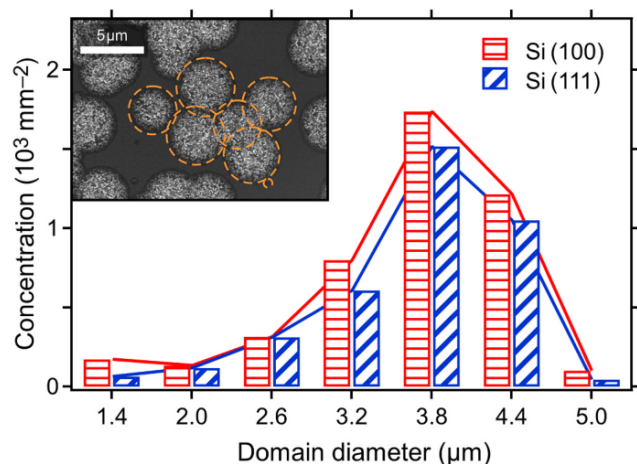 5µm
Si (100)
Si (111)
Concentration (10³ mm⁻²)
2
1
0
1.4 2.0 2.6 3.2 3.8 4.4 5.0
Domain diameter (µm)